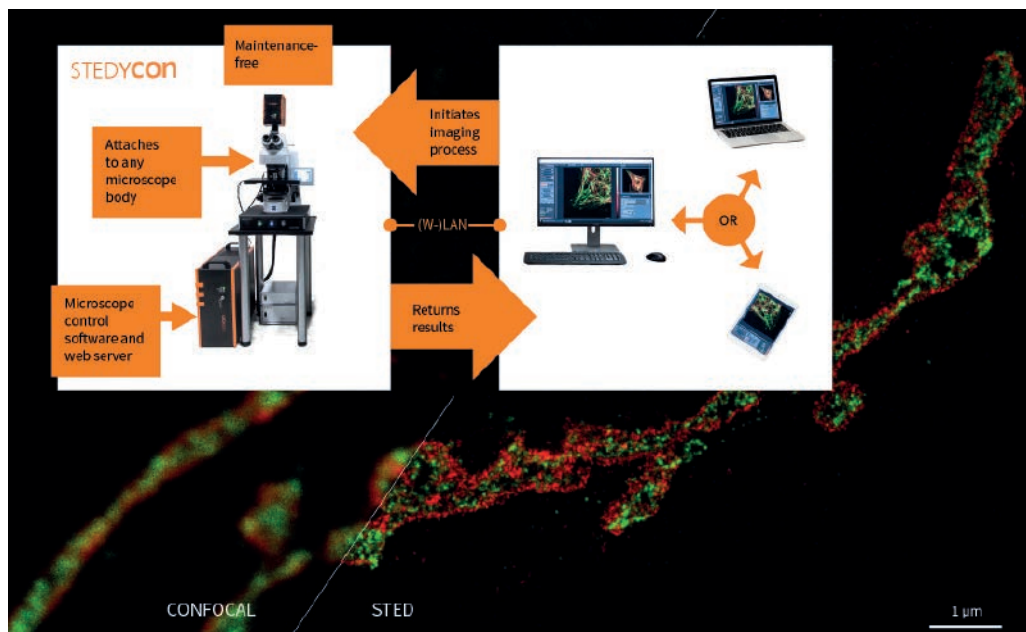 Maintenance-
free
STEDYCON
Attaches
to any
microscope
body
Microscope
control
software and
web server
Initiates
imaging
process
(W-)LAN
Returns
results
OR
CONFOCAL
STED
1 µm